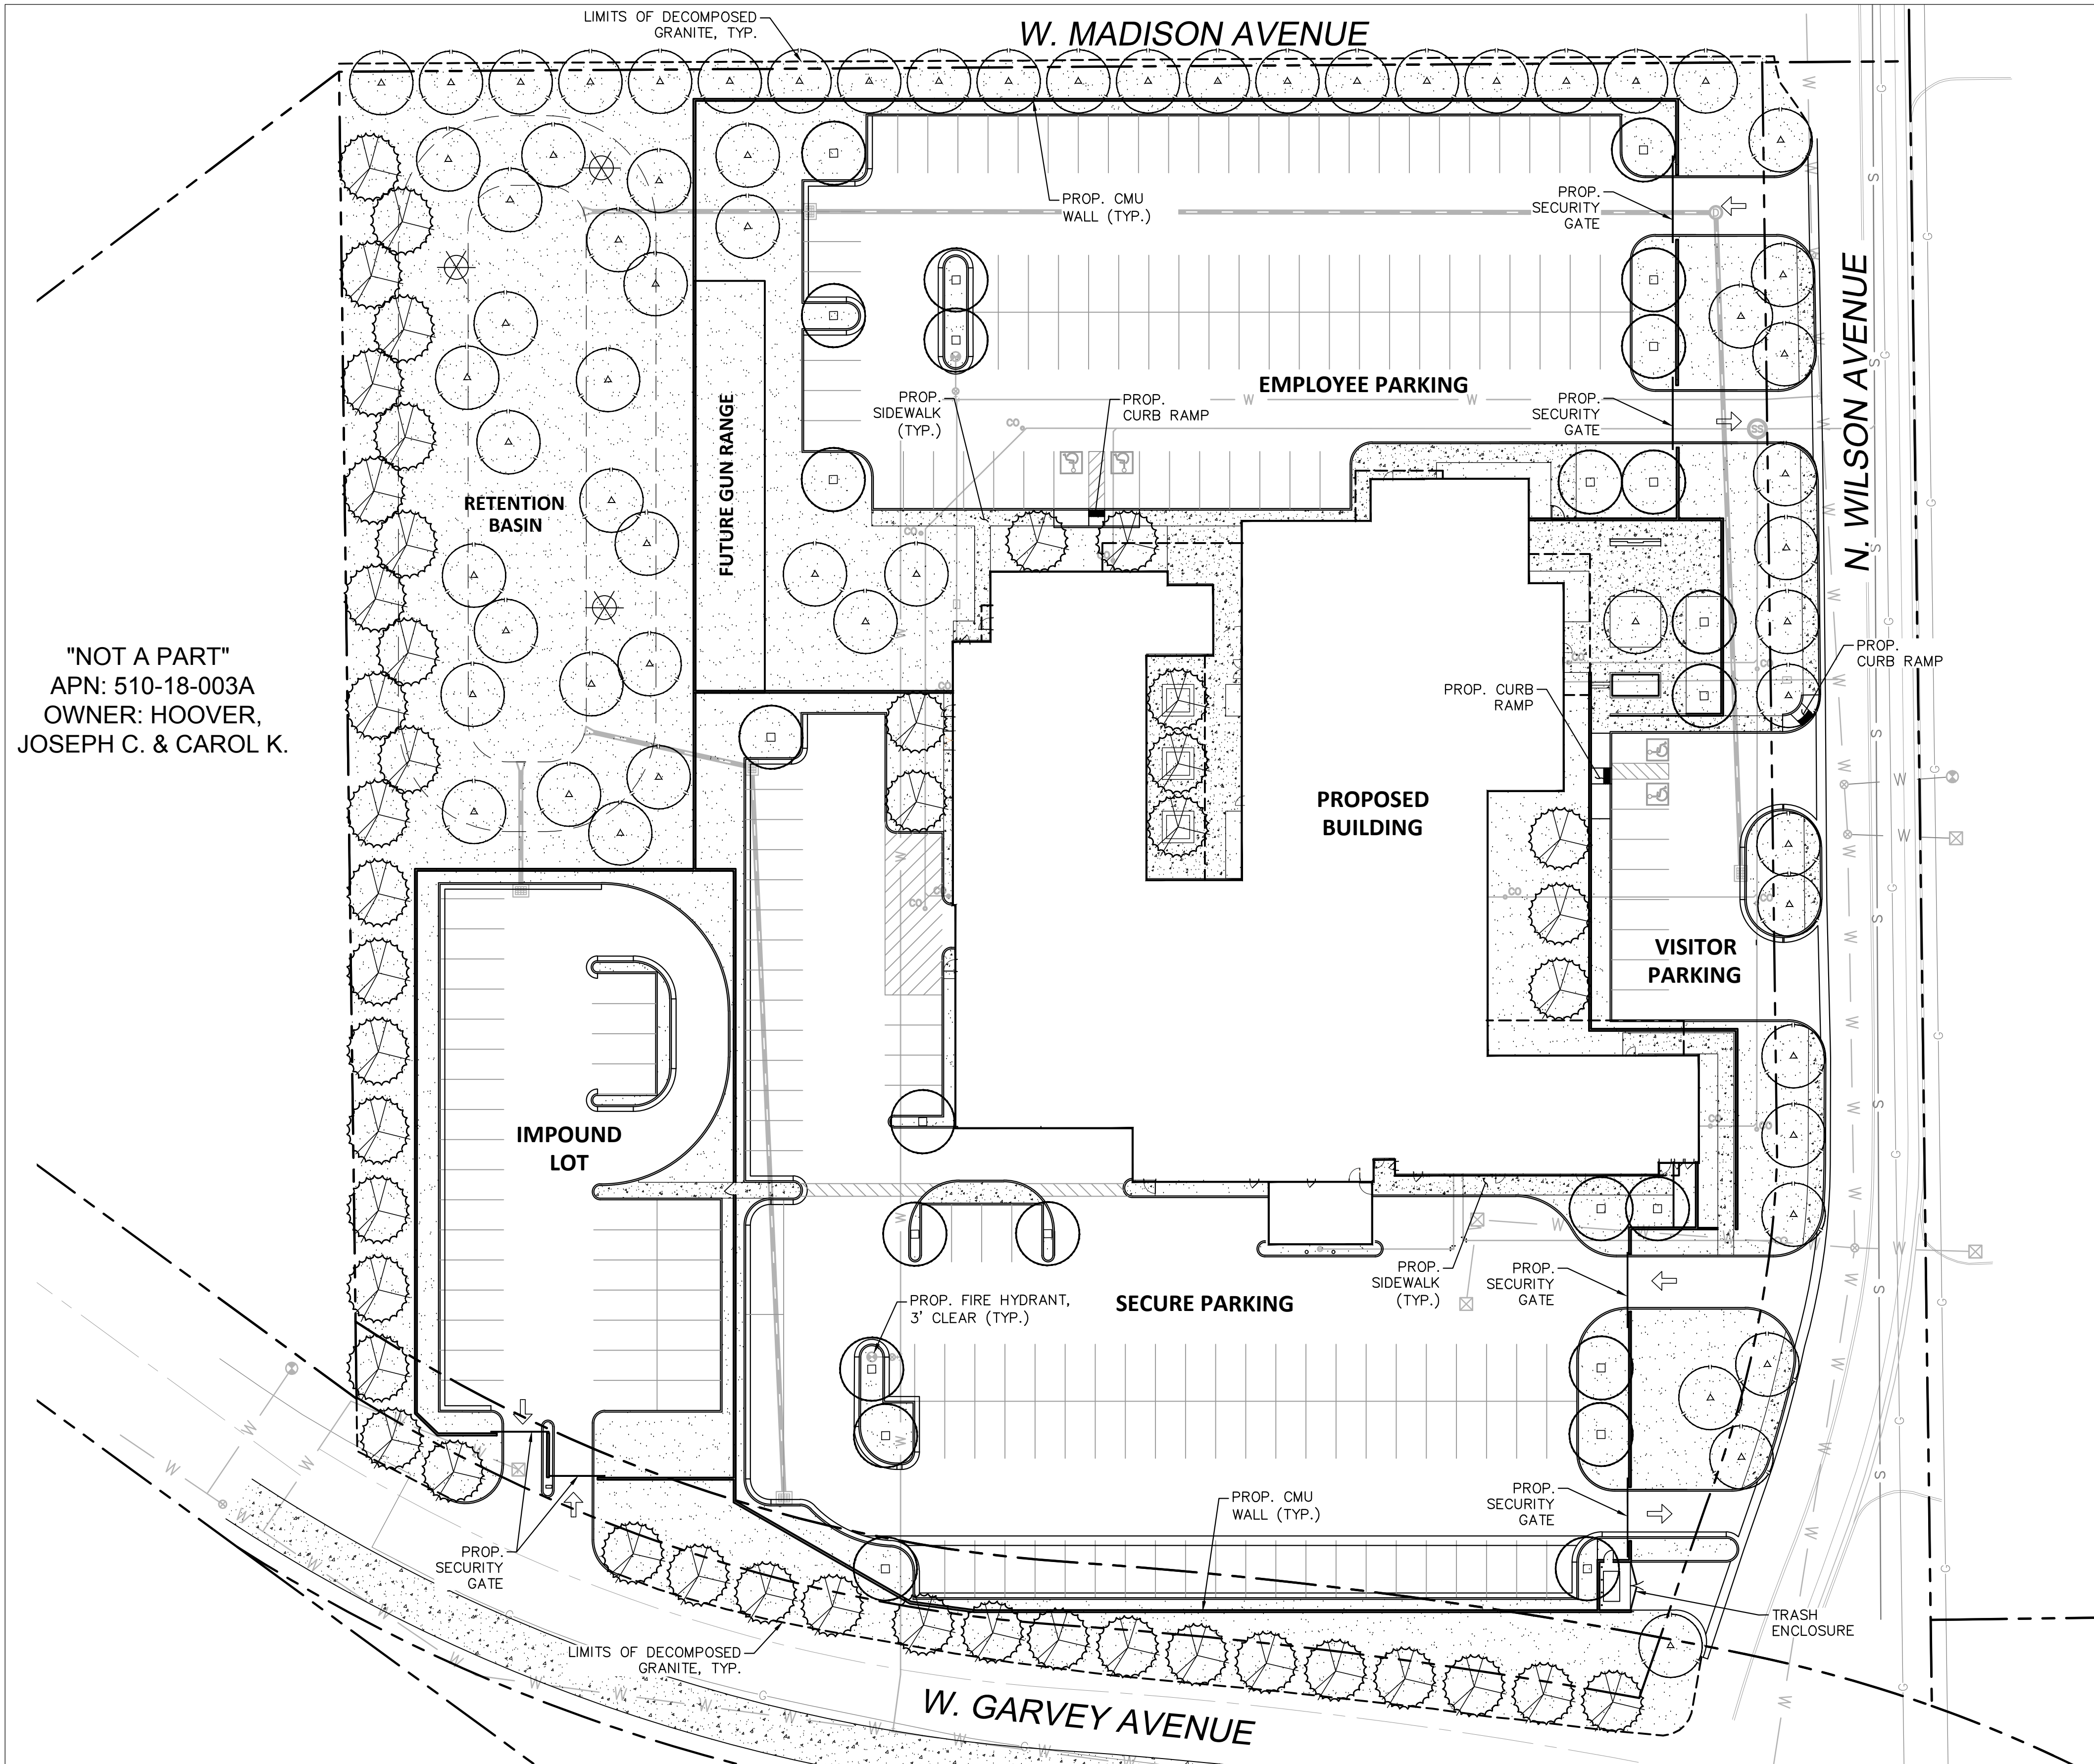 LIMITS OF DECOMPOSED
GRANITE, TYP.
W. MADISON AVENUE
PROP. CMU
WALL (TYP.)
PROP.
SECURITY
GATE
N. WILSON AVENUE
EMPLOYEE PARKING
PROP.
SIDEWALK
(TYP.)
PROP.
CURB RAMP
PROP.
SECURITY
GATE
FUTURE GUN RANGE
RETENTION
BASIN
"NOT A PART"
APN: 510-18-003A
OWNER: HOOVER,
JOSEPH C. & CAROL K.
PROP.
CURB RAMP
PROP. CURB
RAMP
PROPOSED
BUILDING
VISITOR
PARKING
IMPOUND
LOT
PROP. FIRE HYDRANT,
3' CLEAR (TYP.)
SECURE PARKING
PROP.
SIDEWALK
(TYP.)
PROP.
SECURITY
GATE
PROP. CMU
WALL (TYP.)
PROP.
SECURITY
GATE
PROP.
SECURITY
GATE
TRASH
ENCLOSURE
LIMITS OF DECOMPOSED
GRANITE, TYP.
W. GARVEY AVENUE